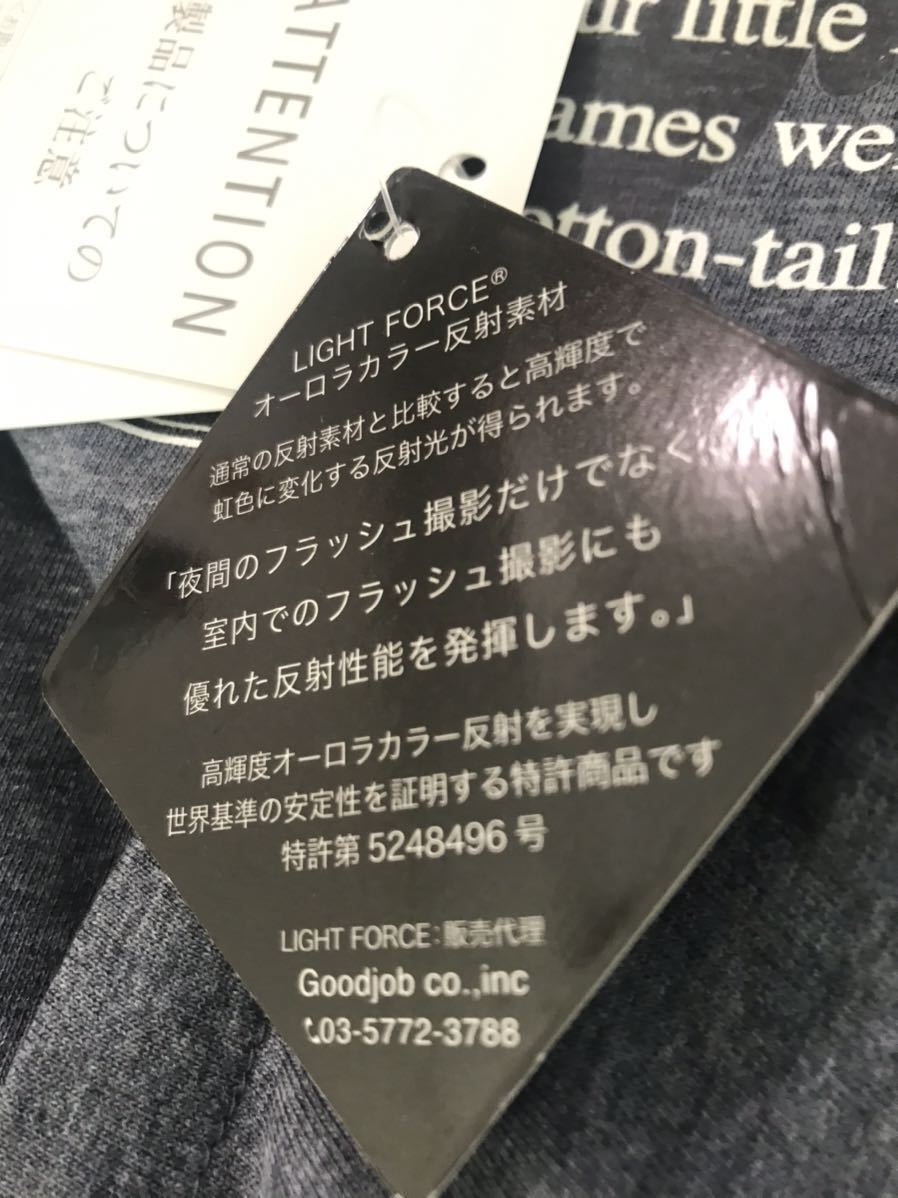 ATTENTION
製品についての
ご注意
ur little
ames we
otton-tail,
LIGHT FORCE®
オーロラカラー反射素材
通常の反射素材と比較すると高輝度で
虹色に変化する反射光が得られます。
「夜間のフラッシュ撮影だけでなく、
室内でのフラッシュ撮影にも
優れた反射性能を発揮します。」
高輝度オーロラカラー反射を実現し
世界基準の安定性を証明する特許商品です
特許第 5248496 号
LIGHT FORCE：販売代理
Goodjob co.,inc
03-5772-3788